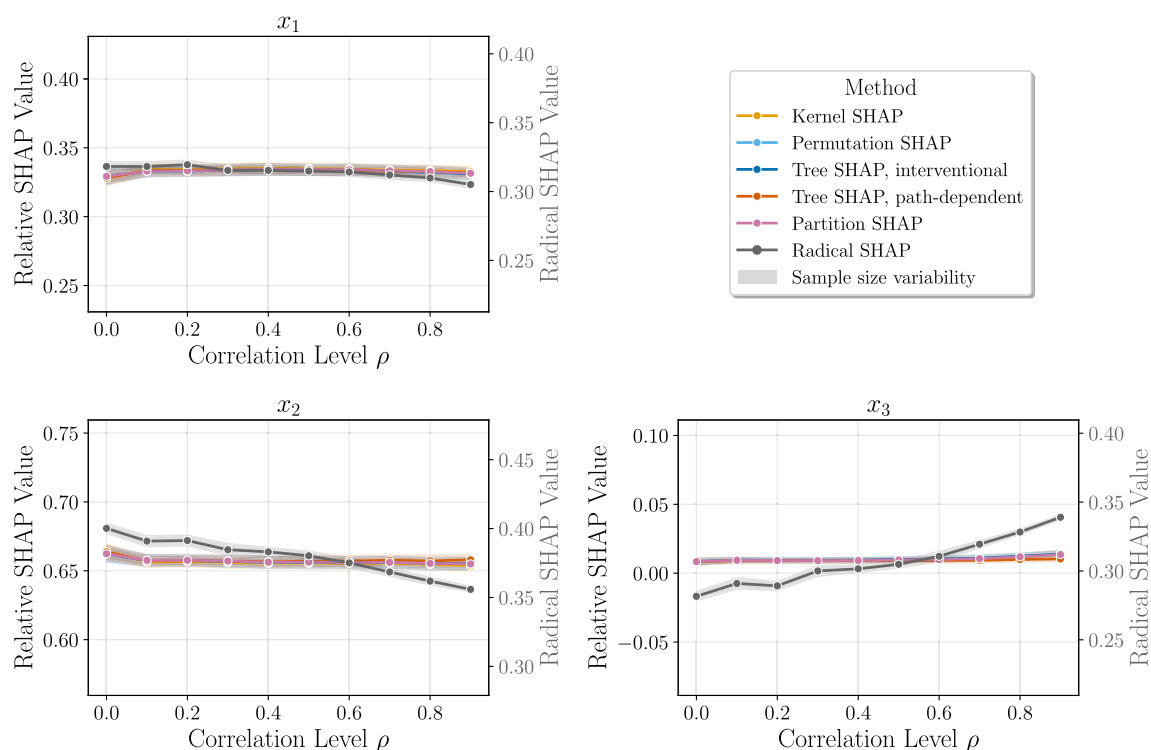 x1
Relative SHAP Value
0.40
0.35
0.30
0.25
0.40
0.35
0.30
0.25
Radical SHAP Value
0.0 0.2 0.4 0.6 0.8
Correlation Level ρ
Method
Kernel SHAP
Permutation SHAP
Tree SHAP, interventional
Tree SHAP, path-dependent
Partition SHAP
Radical SHAP
Sample size variability
x2
Relative SHAP Value
0.75
0.70
0.65
0.60
0.45
0.40
0.35
0.30
Radical SHAP Value
0.0 0.2 0.4 0.6 0.8
Correlation Level ρ
x3
Relative SHAP Value
0.10
0.05
0.00
−0.05
0.40
0.35
0.30
0.25
Radical SHAP Value
0.0 0.2 0.4 0.6 0.8
Correlation Level ρ